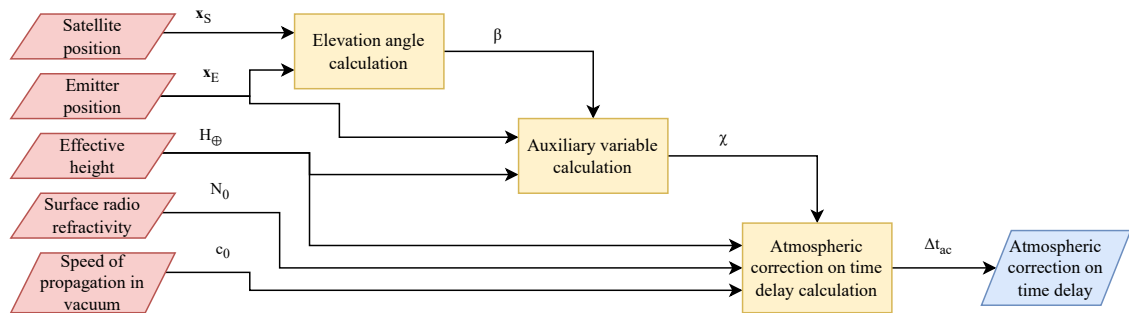 Satellite
position
x_S
Elevation angle
calculation
β
Emitter
position
x_E
Effective
height
H_⊕
Auxiliary variable
calculation
χ
Surface radio
refractivity
N_0
Speed of
propagation in
vacuum
c_0
Atmospheric
correction on time
delay calculation
Δt_ac
Atmospheric
correction on
time delay